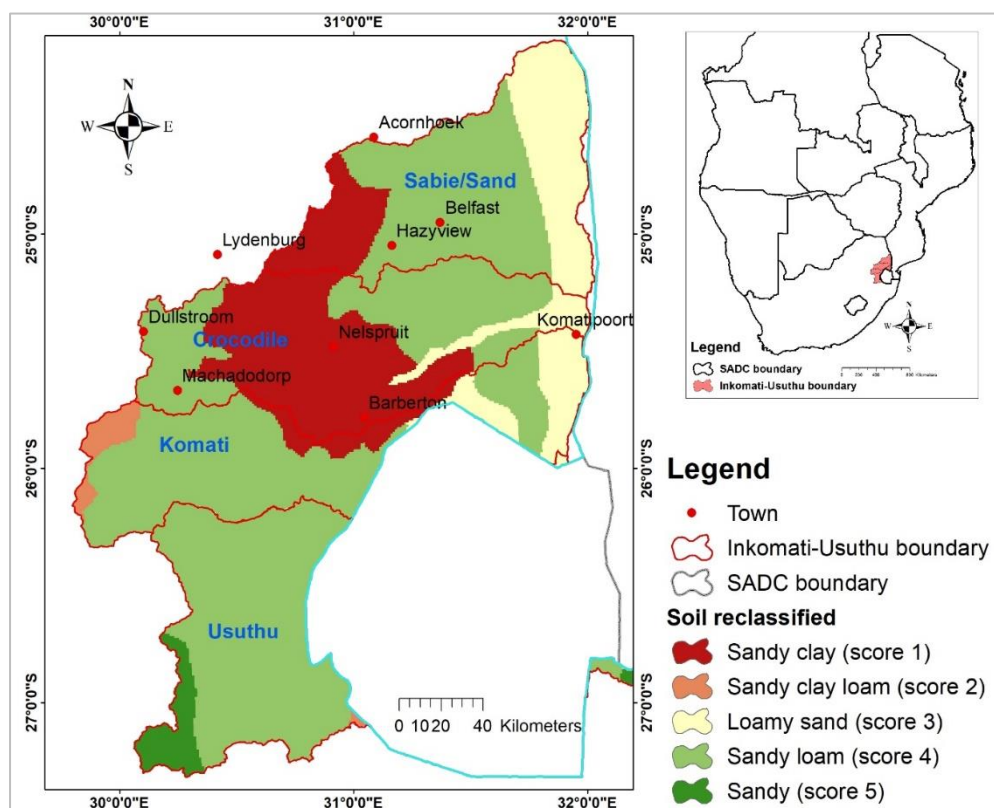 30°0'0"E 31°0'0"E 32°0'0"E
N
W E
S
Acornhoek
Sabie/Sand
Belfast
Hazyview
Lydenburg
Dullstroom
Crocodile
Nelspruit
Komatipoort
Machadodorp
Barberton
Komati
Usuthu
0 10 20 40 Kilometers
25°0'0"S
26°0'0"S
27°0'0"S
25°0'0"S
26°0'0"S
27°0'0"S
30°0'0"E 31°0'0"E 32°0'0"E
N
W E
S
Legend
SADC boundary
Inkomati-Usuthu boundary
Legend
Town
Inkomati-Usuthu boundary
SADC boundary
Soil reclassified
Sandy clay (score 1)
Sandy clay loam (score 2)
Loamy sand (score 3)
Sandy loam (score 4)
Sandy (score 5)